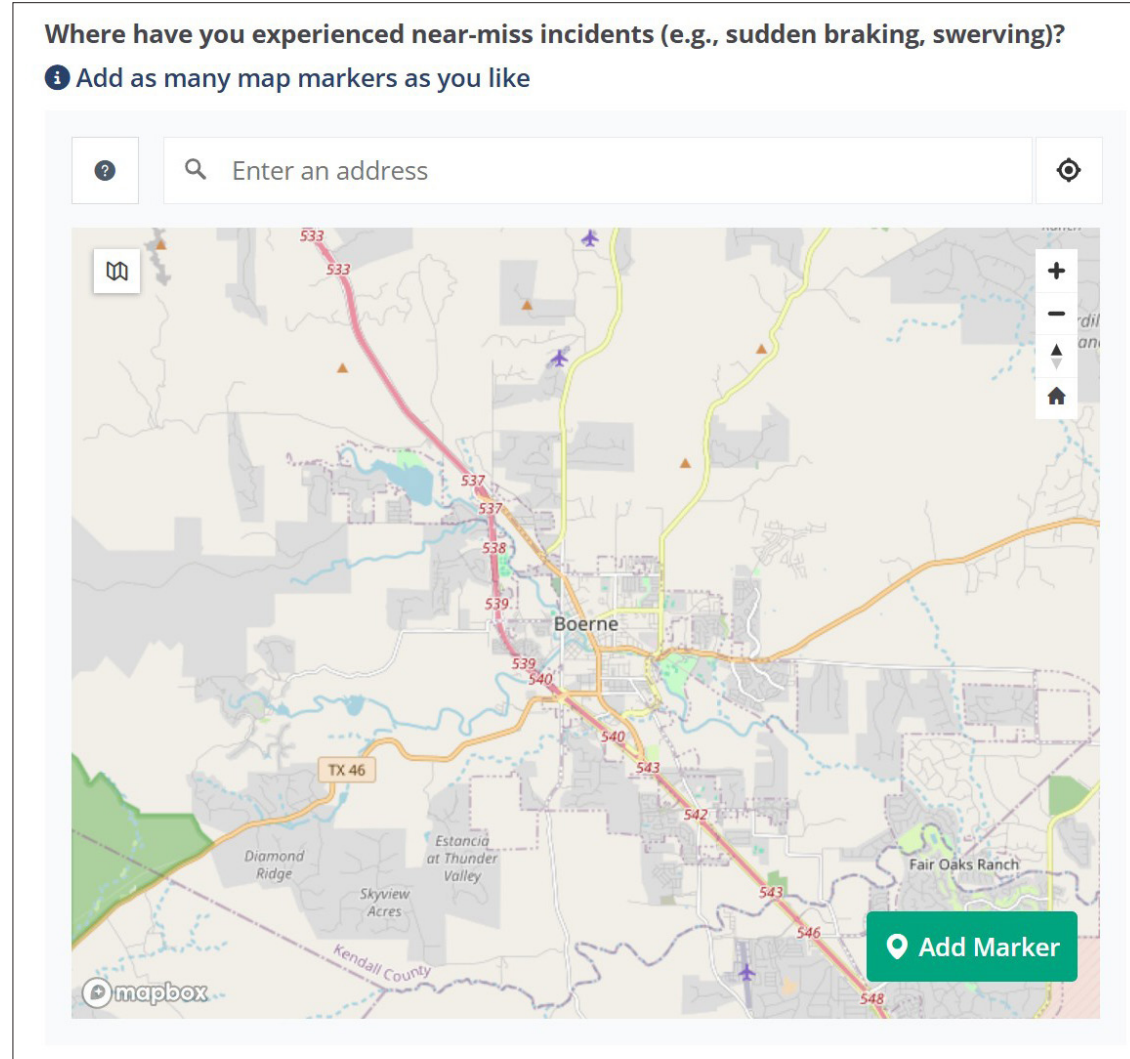 Where have you experienced near-miss incidents (e.g., sudden braking, swerving)?
Add as many map markers as you like
Enter an address
533
533
537
537
538
539
Boerne
539
540
540
543
TX 46
542
Estancia
at Thunder
Valley
Diamond
Ridge
Fair Oaks Ranch
Skyview
Acres
543
546
Add Marker
Kendall County
mapbox
548